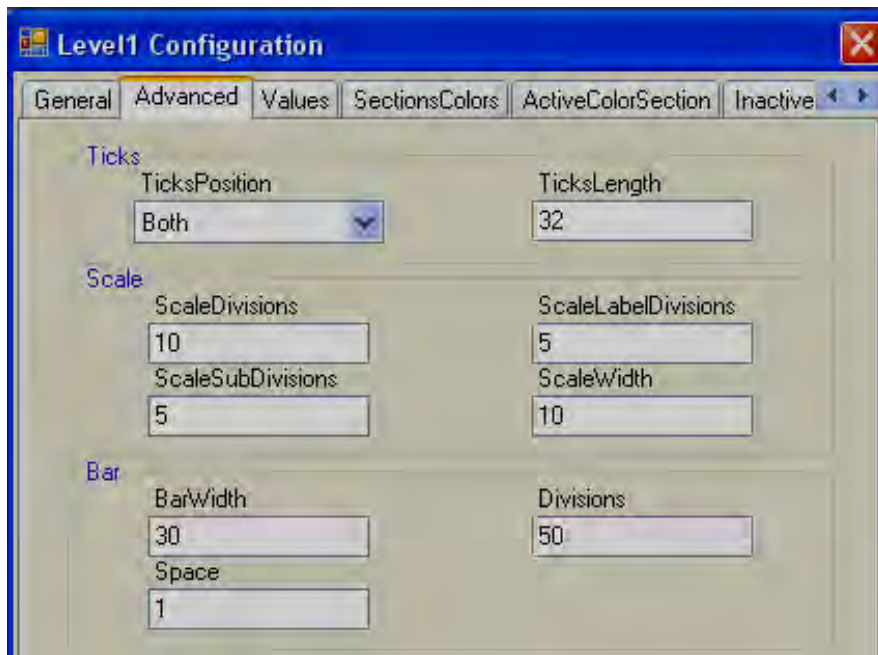 Level1 Configuration
General Advanced Values SectionsColors ActiveColorSection Inactive
Ticks
TicksPosition TicksLength
Both 32
Scale
ScaleDivisions ScaleLabelDivisions
10 5
ScaleSubDivisions ScaleWidth
5 10
Bar
BarWidth Divisions
30 50
Space
1